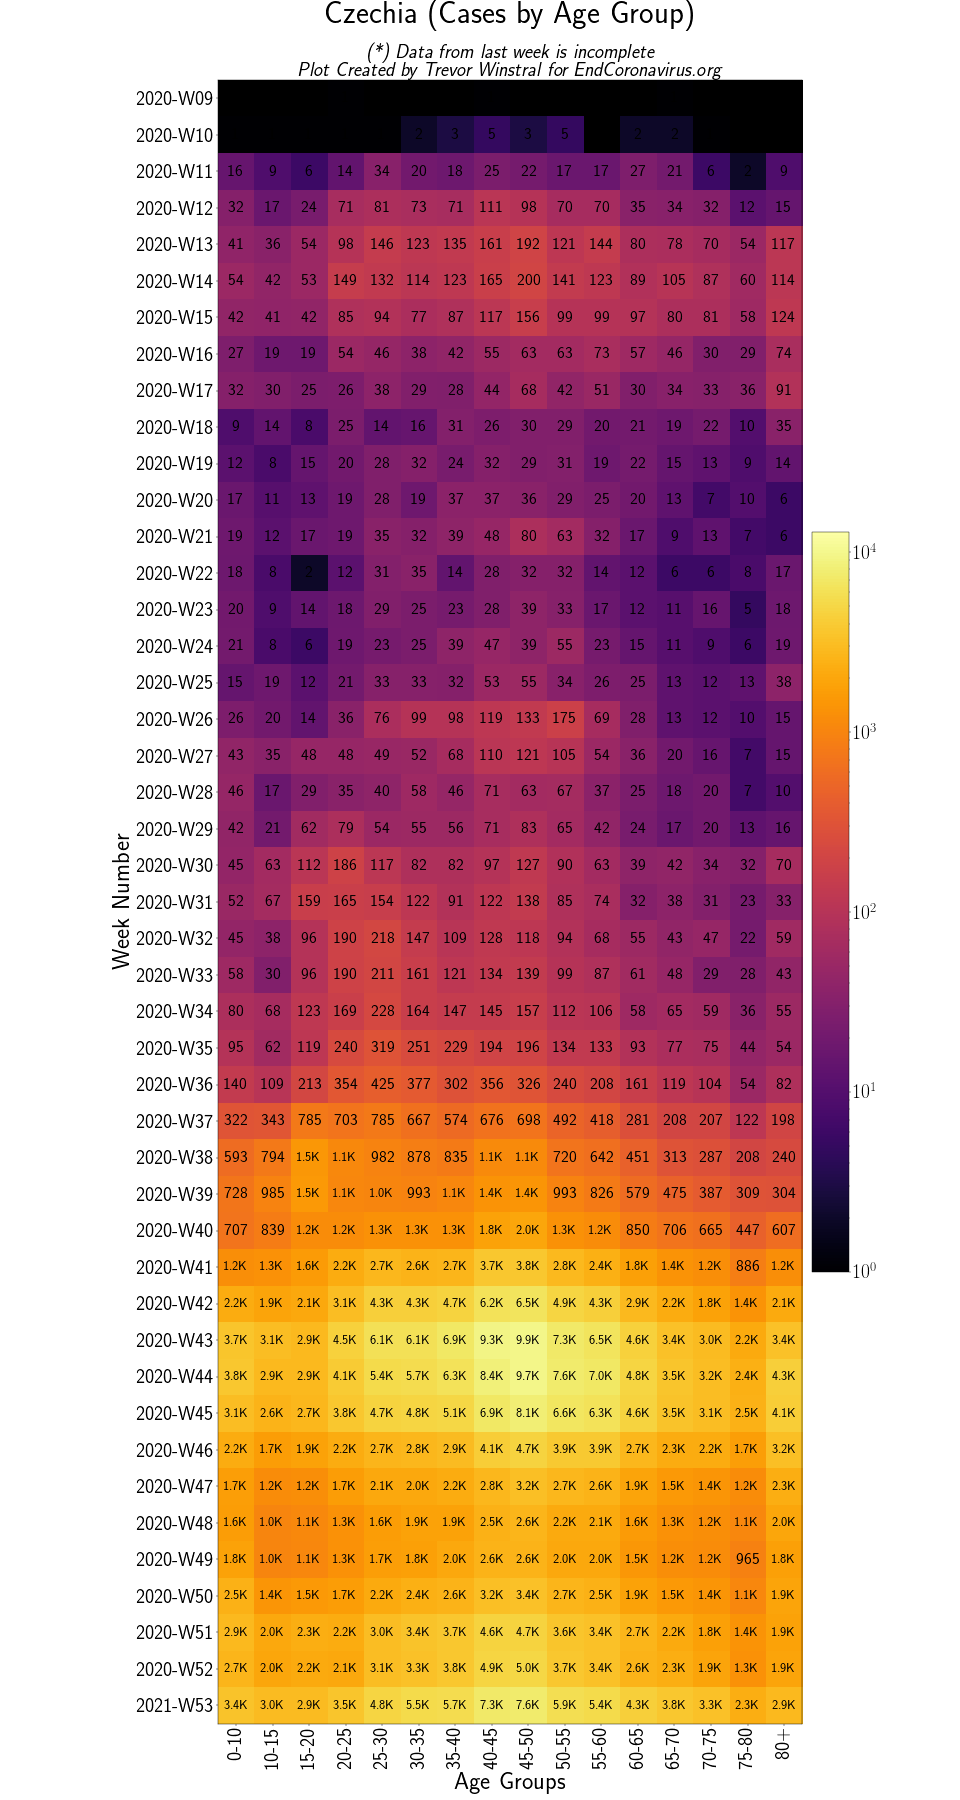 Czechia (Cases by Age Group)
(*) Data from last week is incomplete
Plot Created by Trevor Winstral for EndCoronavirus.org
2020-W09
2020-W10 2 3 5 3 5 2 2
2020-W11 16 9 6 14 34 20 18 25 22 17 17 27 21 6 2 9
2020-W12 32 17 24 71 81 73 71 111 98 70 70 35 34 32 12 15
2020-W13 41 36 54 98 146 123 135 161 192 121 144 80 78 70 54 117
2020-W14 54 42 53 149 132 114 123 165 200 141 123 89 105 87 60 114
2020-W15 42 41 42 85 94 77 87 117 156 99 99 97 80 81 58 124
2020-W16 27 19 19 54 46 38 42 55 63 63 73 57 46 30 29 74
2020-W17 32 30 25 26 38 29 28 44 68 42 51 30 34 33 36 91
2020-W18 9 14 8 25 14 16 31 26 30 29 20 21 19 22 10 35
2020-W19 12 8 15 20 28 32 24 32 29 31 19 22 15 13 9 14
2020-W20 17 11 13 19 28 19 37 37 36 29 25 20 13 7 10 6
2020-W21 19 12 17 19 35 32 39 48 80 63 32 17 9 13 7 6
2020-W22 18 8 2 12 31 35 14 28 32 32 14 12 6 6 8 17
2020-W23 20 9 14 18 29 25 23 28 39 33 17 12 11 16 5 18
2020-W24 21 8 6 19 23 25 39 47 39 55 23 15 11 9 6 19
2020-W25 15 19 12 21 33 33 32 53 55 34 26 25 13 12 13 38
2020-W26 26 20 14 36 76 99 98 119 133 175 69 28 13 12 10 15
2020-W27 43 35 48 48 49 52 68 110 121 105 54 36 20 16 7 15
2020-W28 46 17 29 35 40 58 46 71 63 67 37 25 18 20 7 10
2020-W29 42 21 62 79 54 55 56 71 83 65 42 24 17 20 13 16
2020-W30 45 63 112 186 117 82 82 97 127 90 63 39 42 34 32 70
2020-W31 52 67 159 165 154 122 91 122 138 85 74 32 38 31 23 33
2020-W32 45 38 96 190 218 147 109 128 118 94 68 55 43 47 22 59
2020-W33 58 30 96 190 211 161 121 134 139 99 87 61 48 29 28 43
2020-W34 80 68 123 169 228 164 147 145 157 112 106 58 65 59 36 55
2020-W35 95 62 119 240 319 251 229 194 196 134 133 93 77 75 44 54
2020-W36 140 109 213 354 425 377 302 356 326 240 208 161 119 104 54 82
2020-W37 322 343 785 703 785 667 574 676 698 492 418 281 208 207 122 198
2020-W38 593 794 1.5K 1.1K 982 878 835 1.1K 1.1K 720 642 451 313 287 208 240
2020-W39 728 985 1.5K 1.1K 1.0K 993 1.1K 1.4K 1.4K 993 826 579 475 387 309 304
2020-W40 707 839 1.2K 1.2K 1.3K 1.3K 1.3K 1.8K 2.0K 1.3K 1.2K 850 706 665 447 607
2020-W41 1.2K 1.3K 1.6K 2.2K 2.7K 2.6K 2.7K 3.7K 3.8K 2.8K 2.4K 1.8K 1.4K 1.2K 886 1.2K
2020-W42 2.2K 1.9K 2.1K 3.1K 4.3K 4.3K 4.7K 6.2K 6.5K 4.9K 4.3K 2.9K 2.2K 1.8K 1.4K 2.1K
2020-W43 3.7K 3.1K 2.9K 4.5K 6.1K 6.1K 6.9K 9.3K 9.9K 7.3K 6.5K 4.6K 3.4K 3.0K 2.2K 3.4K
2020-W44 3.8K 2.9K 2.9K 4.1K 5.4K 5.7K 6.3K 8.4K 9.7K 7.6K 7.0K 4.8K 3.5K 3.2K 2.4K 4.3K
2020-W45 3.1K 2.6K 2.7K 3.8K 4.7K 4.8K 5.1K 6.9K 8.1K 6.6K 6.3K 4.6K 3.5K 3.1K 2.5K 4.1K
2020-W46 2.2K 1.7K 1.9K 2.2K 2.7K 2.8K 2.9K 4.1K 4.7K 3.9K 3.9K 2.7K 2.3K 2.2K 1.7K 3.2K
2020-W47 1.7K 1.2K 1.2K 1.7K 2.1K 2.0K 2.2K 2.8K 3.2K 2.7K 2.6K 1.9K 1.5K 1.4K 1.2K 2.3K
2020-W48 1.6K 1.0K 1.1K 1.3K 1.6K 1.9K 1.9K 2.5K 2.6K 2.2K 2.1K 1.6K 1.3K 1.2K 1.1K 2.0K
2020-W49 1.8K 1.0K 1.1K 1.3K 1.7K 1.8K 2.0K 2.6K 2.6K 2.0K 2.0K 1.5K 1.2K 1.2K 965 1.8K
2020-W50 2.5K 1.4K 1.5K 1.7K 2.2K 2.4K 2.6K 3.2K 3.4K 2.7K 2.5K 1.9K 1.5K 1.4K 1.1K 1.9K
2020-W51 2.9K 2.0K 2.3K 2.2K 3.0K 3.4K 3.7K 4.6K 4.7K 3.6K 3.4K 2.7K 2.2K 1.8K 1.4K 1.9K
2020-W52 2.7K 2.0K 2.2K 2.1K 3.1K 3.3K 3.8K 4.9K 5.0K 3.7K 3.4K 2.6K 2.3K 1.9K 1.3K 1.9K
2021-W53 3.4K 3.0K 2.9K 3.5K 4.8K 5.5K 5.7K 7.3K 7.6K 5.9K 5.4K 4.3K 3.8K 3.3K 2.3K 2.9K
0-10 10-15 15-20 20-25 25-30 30-35 35-40 40-45 45-50 50-55 55-60 60-65 65-70 70-75 75-80 80+
Age Groups
Week Number
10⁴
10³
10²
10¹
10⁰